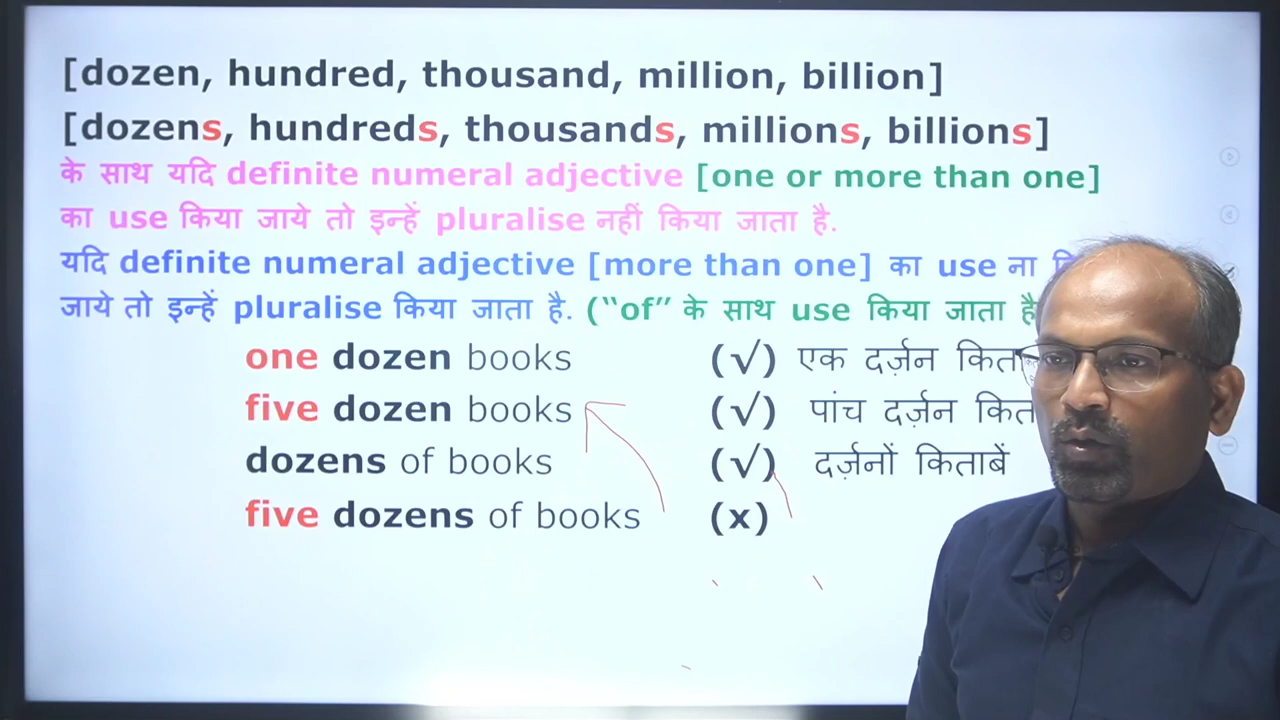 [dozen, hundred, thousand, million, billion]
[dozens, hundreds, thousands, millions, billions]
के साथ यदि definite numeral adjective [one or more than one]
का use किया जाये तो इन्हें pluralise नहीं किया जाता है.
यदि definite numeral adjective [more than one] का use ना
जाये तो इन्हें pluralise किया जाता है. (“of” के साथ use किया जाता है
one dozen books (√) एक दर्ज़न
five dozen books (√) पांच दर्ज़न
dozens of books (√) दर्ज़नों किताबें
five dozens of books (x)